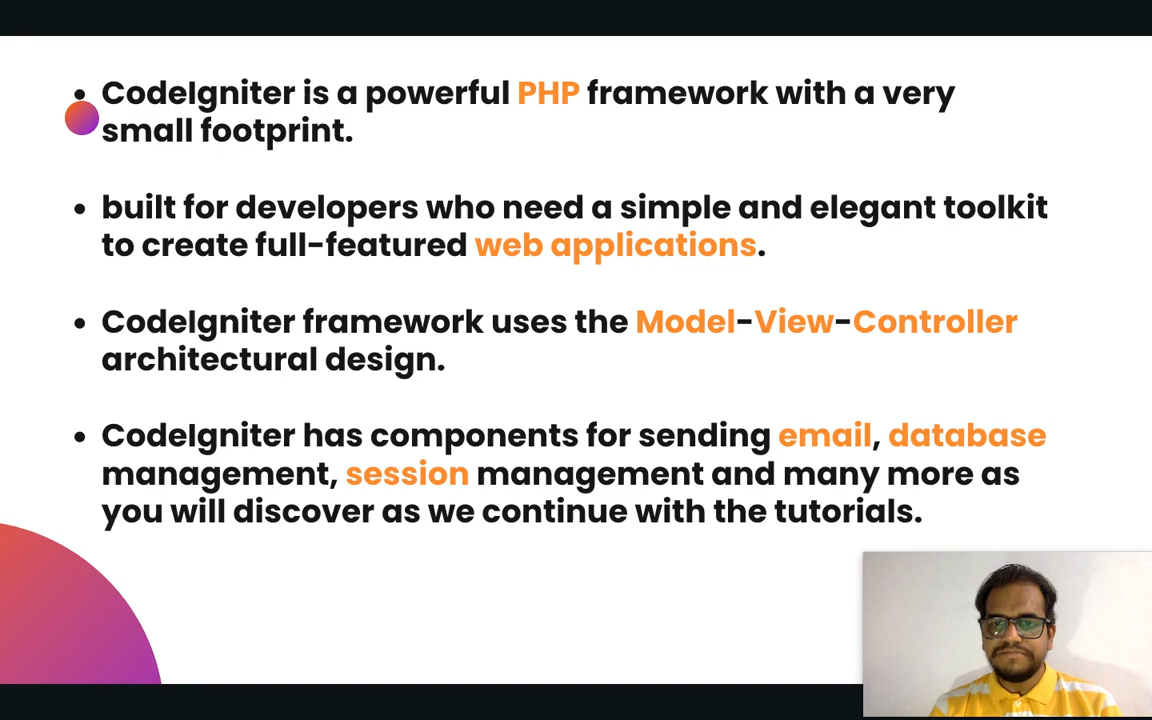 CodeIgniter is a powerful PHP framework with a very
small footprint.
built for developers who need a simple and elegant toolkit
to create full-featured web applications.
CodeIgniter framework uses the Model-View-Controller
architectural design.
CodeIgniter has components for sending email, database
management, session management and many more as
you will discover as we continue with the tutorials.